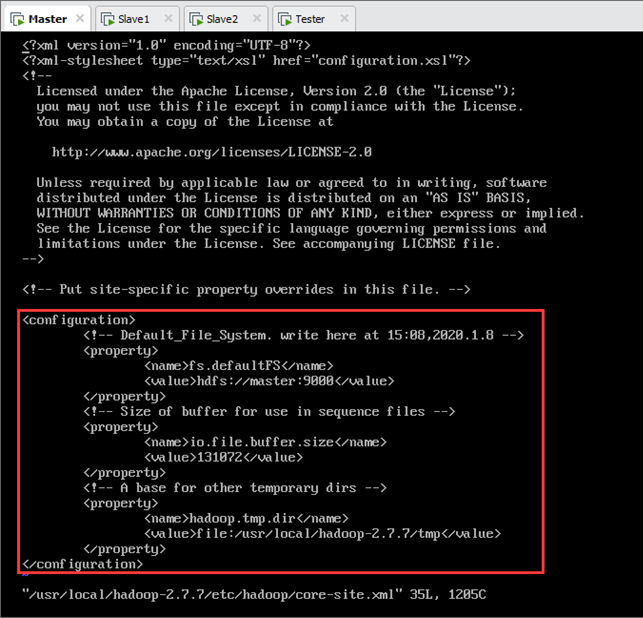 Master Slave1 Slave2 Tester
<?xml version="1.0" encoding="UTF-8"?>
<?xml-stylesheet type="text/xsl" href="configuration.xsl"?>
<!--
  Licensed under the Apache License, Version 2.0 (the "License");
  you may not use this file except in compliance with the License.
  You may obtain a copy of the License at

    http://www.apache.org/licenses/LICENSE-2.0

  Unless required by applicable law or agreed to in writing, software
  distributed under the License is distributed on an "AS IS" BASIS,
  WITHOUT WARRANTIES OR CONDITIONS OF ANY KIND, either express or implied.
  See the License for the specific language governing permissions and
  limitations under the License. See accompanying LICENSE file.
-->

<!-- Put site-specific property overrides in this file. -->

<configuration>
        <!-- Default_File_System. write here at 15:08,2020.1.8 -->
        <property>
                <name>fs.defaultFS</name>
                <value>hdfs://master:9000</value>
        </property>
        <!-- Size of buffer for use in sequence files -->
        <property>
                <name>io.file.buffer.size</name>
                <value>131072</value>
        </property>
        <!-- A base for other temporary dirs -->
        <property>
                <name>hadoop.tmp.dir</name>
                <value>file:/usr/local/hadoop-2.7.7/tmp</value>
        </property>
</configuration>
~
"/usr/local/hadoop-2.7.7/etc/hadoop/core-site.xml" 35L, 1205C